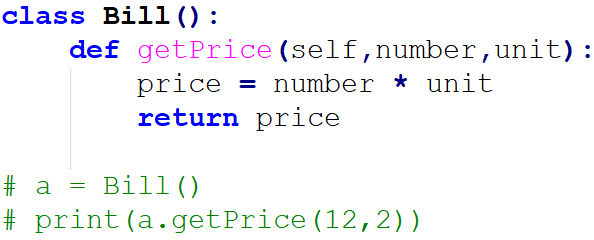 class Bill():
    def getPrice(self,number,unit):
        price = number * unit
        return price
# a = Bill()
# print(a.getPrice(12,2))